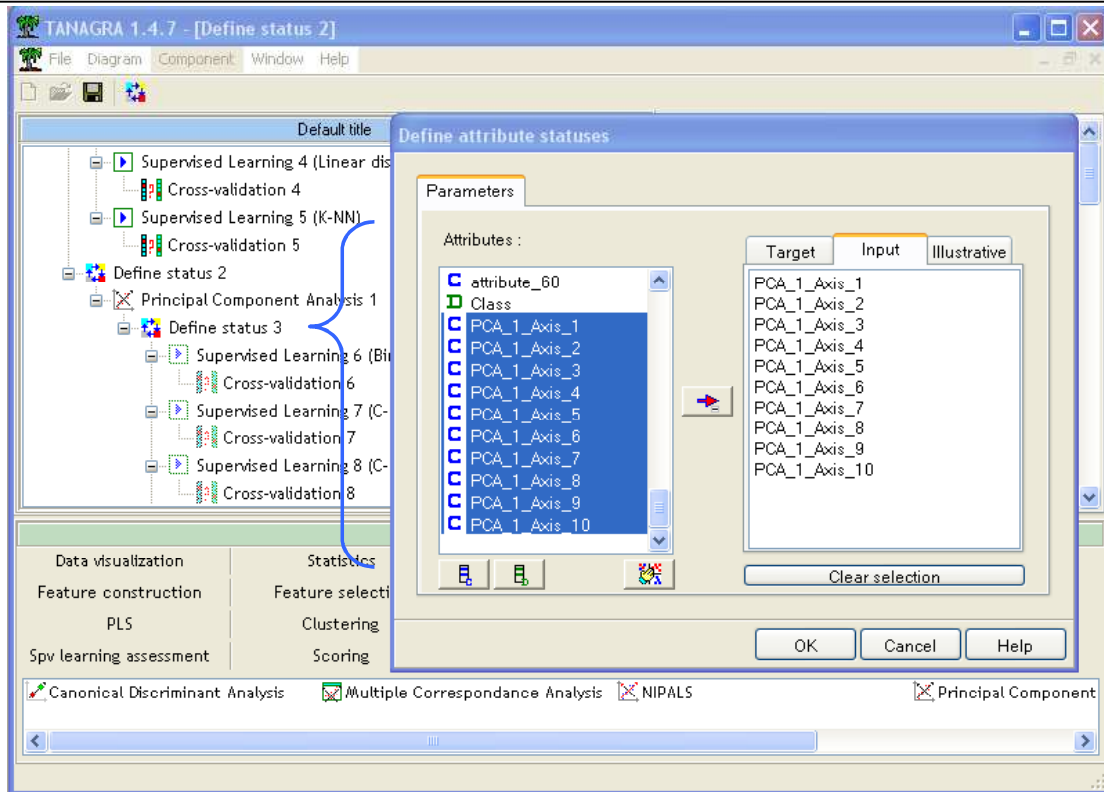 TANAGRA 1.4.7 - [Define status 2]
File Diagram Component Window Help
Default title
Supervised Learning 4 (Linear dis
Cross-validation 4
Supervised Learning 5 (K-NN)
Cross-validation 5
Define status 2
Principal Component Analysis 1
Define status 3
Supervised Learning 6 (Bin
Cross-validation 6
Supervised Learning 7 (C-
Cross-validation 7
Supervised Learning 8 (C-
Cross-validation 8
Define attribute statuses
Parameters
Attributes :
C attribute_60
D Class
C PCA_1_Axis_1
C PCA_1_Axis_2
C PCA_1_Axis_3
C PCA_1_Axis_4
C PCA_1_Axis_5
C PCA_1_Axis_6
C PCA_1_Axis_7
C PCA_1_Axis_8
C PCA_1_Axis_9
C PCA_1_Axis_10
Target Input Illustrative
PCA_1_Axis_1
PCA_1_Axis_2
PCA_1_Axis_3
PCA_1_Axis_4
PCA_1_Axis_5
PCA_1_Axis_6
PCA_1_Axis_7
PCA_1_Axis_8
PCA_1_Axis_9
PCA_1_Axis_10
Clear selection
OK Cancel Help
Data visualization Statistics
Feature construction Feature selecti
PLS Clustering
Spv learning assessment Scoring
Canonical Discriminant Analysis Multiple Correspondance Analysis NIPALS Principal Component